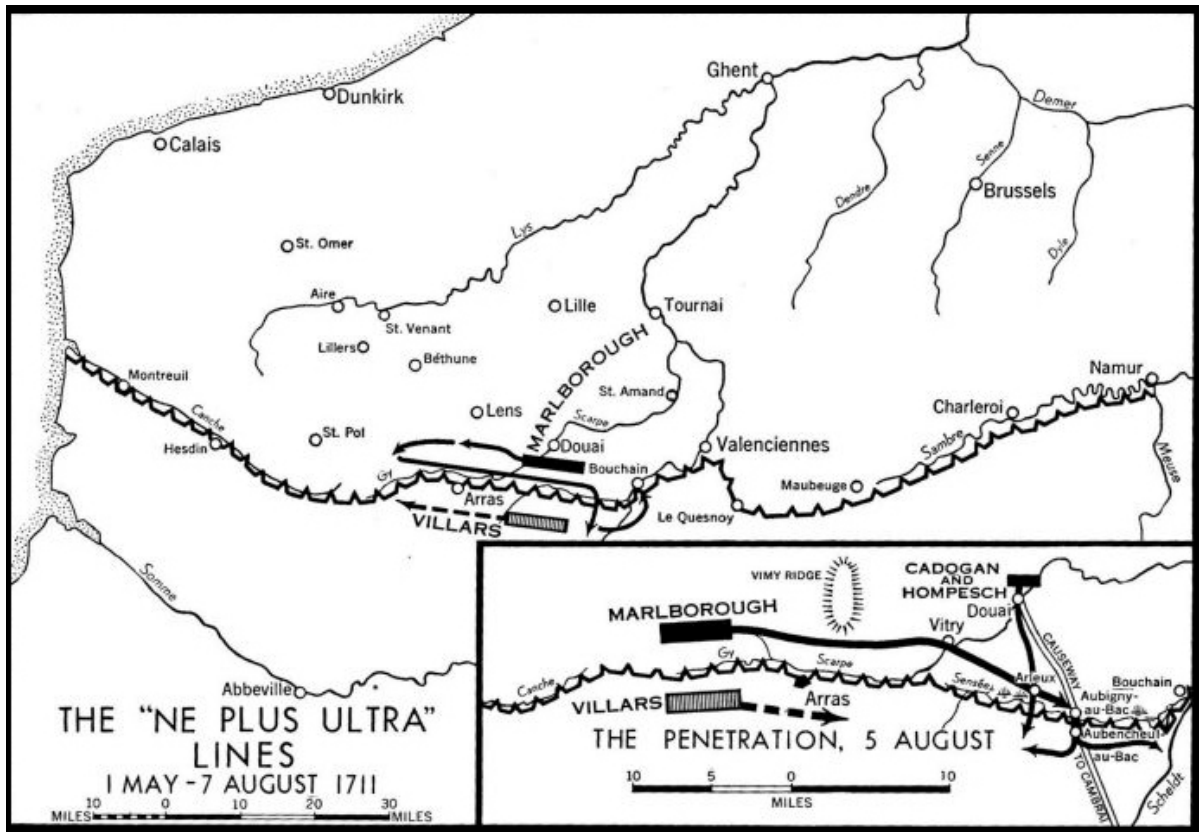 Ghent
Dunkirk
Demer
Calais
Senne
Dendre
Brussels
Lys
St. Omer
Dyle
Aire
Lille
Tournai
St. Venant
Lillers
Béthune
MARLBOROUGH
Montreuil
St. Amand
Namur
Canche
Lens
Scarpe
Charleroi
St. Pol
Douai
Sambre
Hesdin
Valenciennes
Meuse
Gy
Bouchain
Maubeuge
Arras
Le Quesnoy
VILLARS
Somme
Abbeville
THE "NE PLUS ULTRA"
LINES
1 MAY - 7 AUGUST 1711
10 0 10 20 30
MILES MILES
VIMY RIDGE
CADOGAN
AND
HOMPESCH
Douai
MARLBOROUGH
Vitry
CAUSEWAY
Gy
Scarpe
Canche
Sensée
Arleux
Bouchain
Aubigny-
au-Bac
VILLARS
Arras
Aubencheul-
au-Bac
THE PENETRATION, 5 AUGUST
TO CAMBRAI
Scheldt
10 5 0 10
MILES